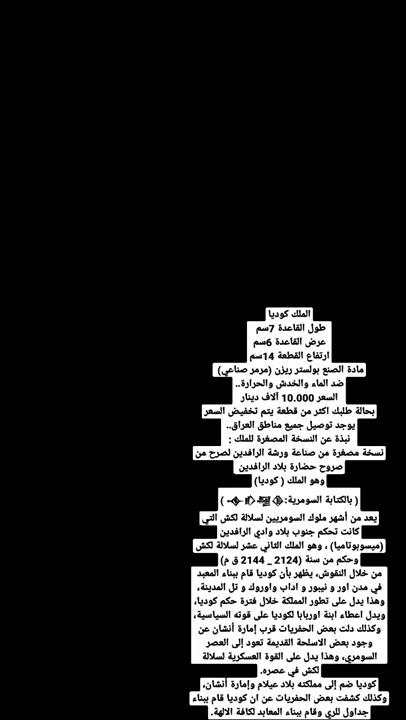 الملك كوديا
طول القاعدة 7سم
عرض القاعدة 6سم
ارتفاع القطعة 14سم
مادة الصنع بولستر ريزن (مرمر صناعي)
ضد الماء والخدش والحرارة..
السعر 10.000 آلاف دينار
بحالة طلبك اكثر من قطعة يتم تخفيض السعر
يوجد توصيل جميع مناطق العراق..
نبذة عن النسخة المصغرة للملك :
نسخة مصغرة من صناعة ورشة الرافدين لصرح من
صروح حضارة بلاد الرافدين
وهو الملك ( كوديا)
( بالكتابة السومرية: )
يعد من أشهر ملوك السومريين لسلالة لكش التي
كانت تحكم جنوب بلاد وادي الرافدين
(ميسوبوتاميا) ، وهو الملك الثاني عشر لسلالة لكش
وحكم من سنة (2124 _ 2144 ق م)
من خلال النقوش، يظهر بأن كوديا قام ببناء المعبد
في مدن اور و نيبور و اداب واوروك و تل المدينة،
وهذا يدل على تطور المملكة خلال فترة حكم كوديا،
ويدل اعطاء ابنة اوربابا لكوديا على قوته السياسية،
وكذلك دلت بعض الحفريات قرب إمارة أنشان عن
وجود بعض الاسلحة القديمة تعود إلى العصر
السومري، وهذا يدل على القوة العسكرية لسلالة
لكش في عصره.
كوديا ضم إلى مملكته بلاد عيلام وإمارة أنشان،
وكذلك كشفت بعض الحفريات عن ان كوديا قام ببناء
جداول للري وقام ببناء المعابد لكافة الالهة.